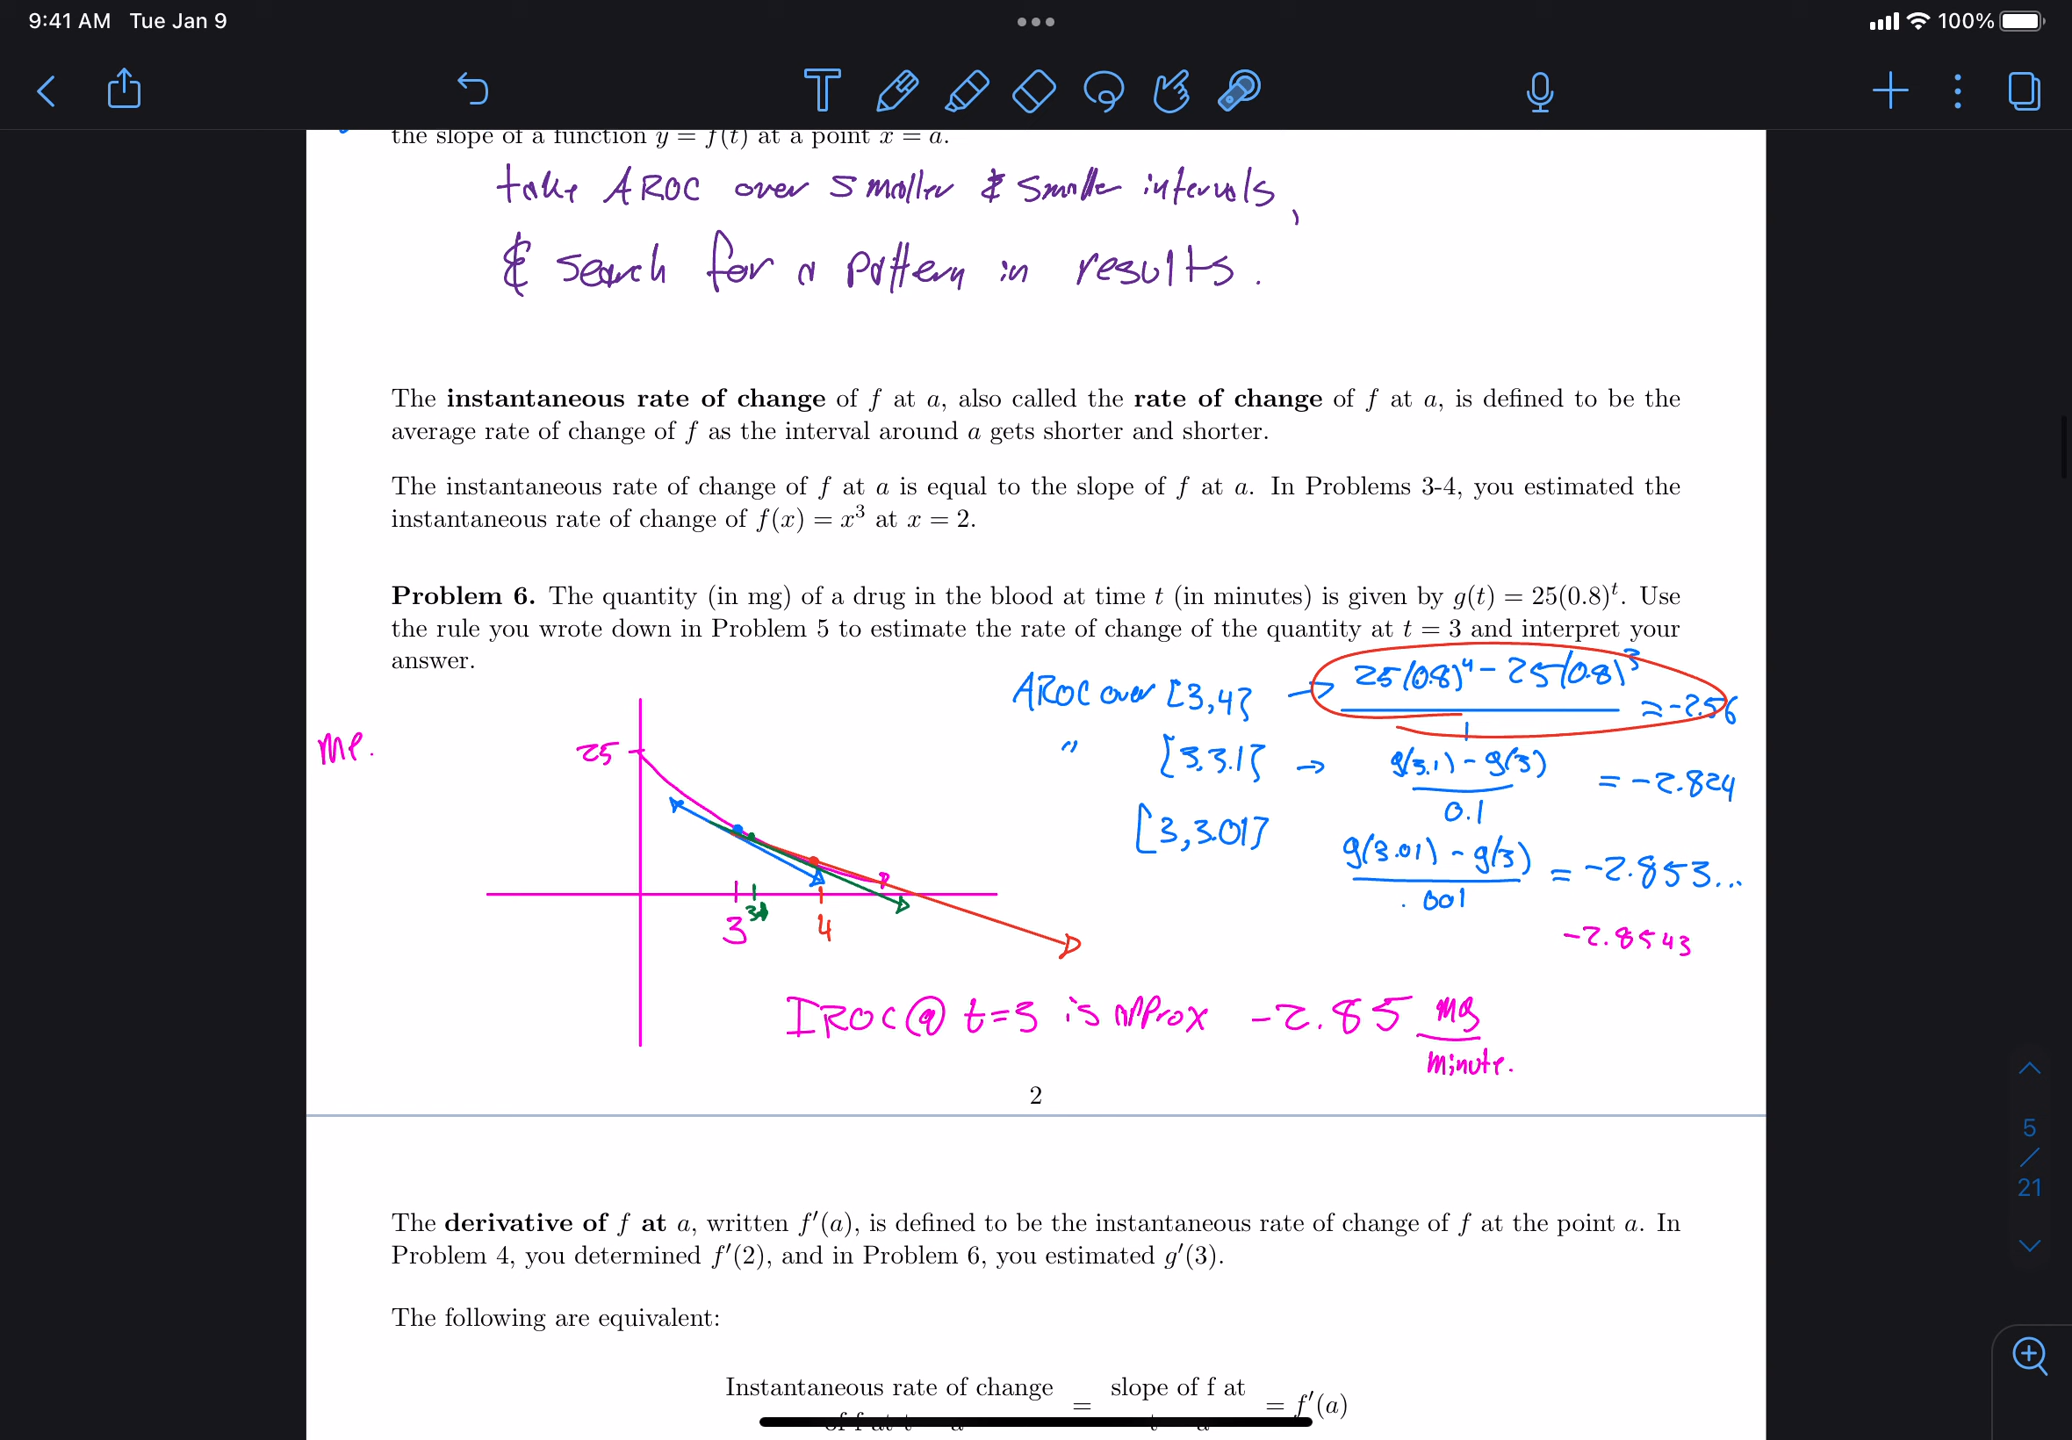 9:41 AM Tue Jan 9
100%
the slope of a function y = f(t) at a point x = a.
take AROC over smaller & smaller intervals,
& search for a pattern in results.
The instantaneous rate of change of f at a, also called the rate of change of f at a, is defined to be the
average rate of change of f as the interval around a gets shorter and shorter.
The instantaneous rate of change of f at a is equal to the slope of f at a. In Problems 3-4, you estimated the
instantaneous rate of change of f(x) = x³ at x = 2.
Problem 6. The quantity (in mg) of a drug in the blood at time t (in minutes) is given by g(t) = 25(0.8)ᵗ. Use
the rule you wrote down in Problem 5 to estimate the rate of change of the quantity at t = 3 and interpret your
answer.
AROC over [3,4] → 25(0.8)⁴ - 25(0.8)³ / 1 = -2.56
25
" [3,3.1] → g(3.1) - g(3) / 0.1 = -2.824
[3,3.01] g(3.01) - g(3) / .001 = -2.853...
3 4
-2.8543
IROC @ t=3 is approx -2.85 mg / minute.
2
5 / 21
The derivative of f at a, written f′(a), is defined to be the instantaneous rate of change of f at the point a. In
Problem 4, you determined f′(2), and in Problem 6, you estimated g′(3).
The following are equivalent:
Instantaneous rate of change = slope of f at = f′(a)